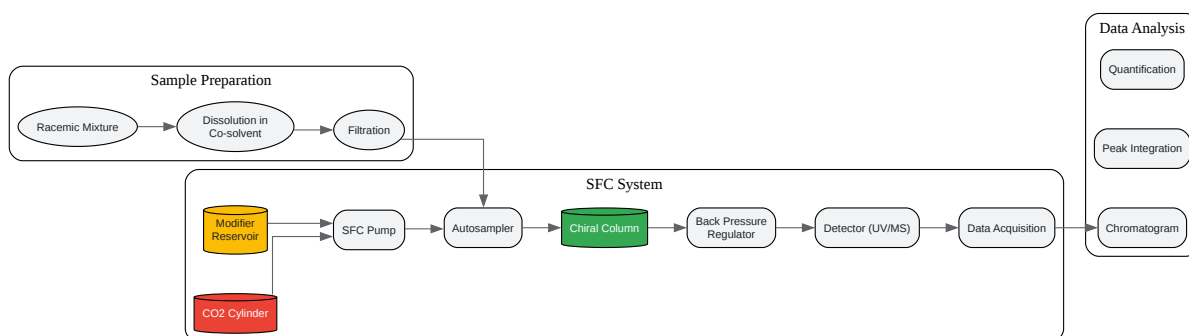 Data Analysis
Quantification
Peak Integration
Chromatogram
Sample Preparation
Racemic Mixture
Dissolution in
Co-solvent
Filtration
SFC System
Modifier
Reservoir
CO2 Cylinder
SFC Pump
Autosampler
Chiral Column
Back Pressure
Regulator
Detector (UV/MS)
Data Acquisition